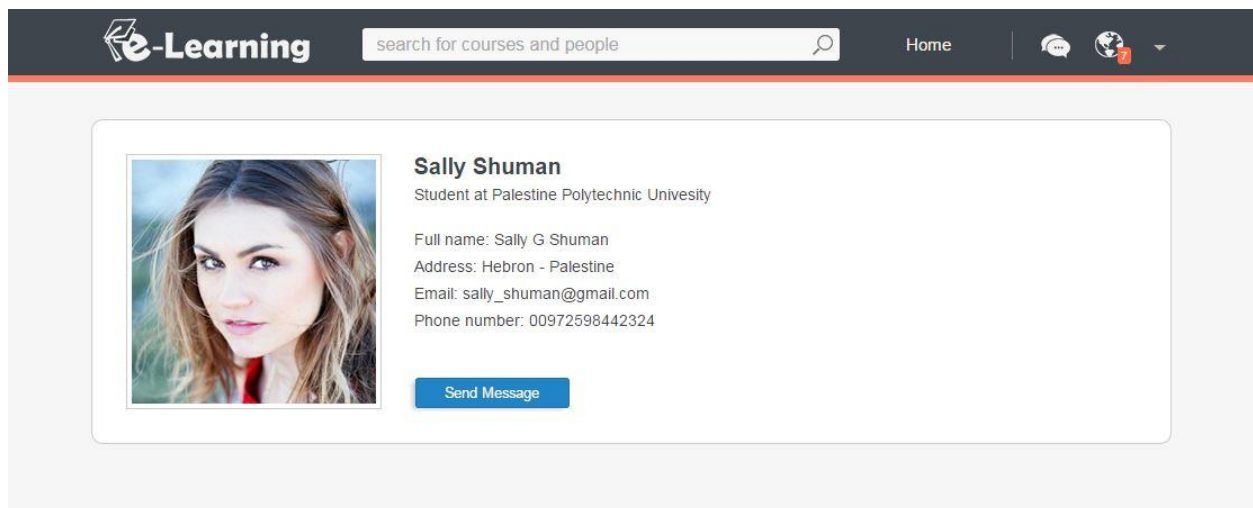 e-Learning
search for courses and people
Home
7
Sally Shuman
Student at Palestine Polytechnic Univesity
Full name: Sally G Shuman
Address: Hebron - Palestine
Email: sally_shuman@gmail.com
Phone number: 00972598442324
Send Message